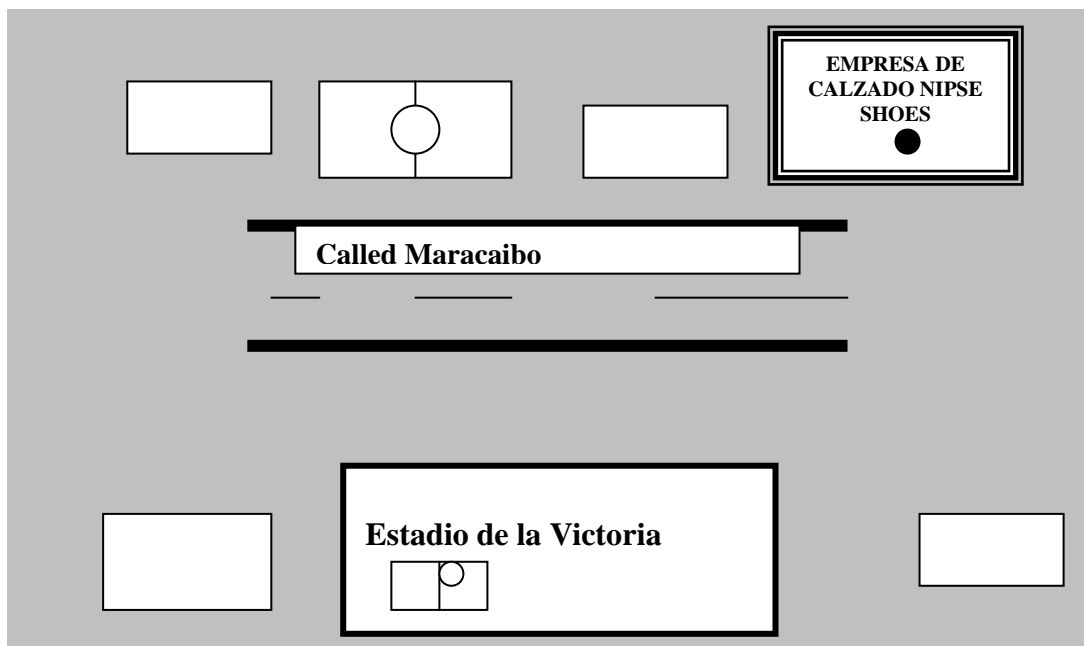 EMPRESA DE
CALZADO NIPSE
SHOES
Called Maracaibo
Estadio de la Victoria